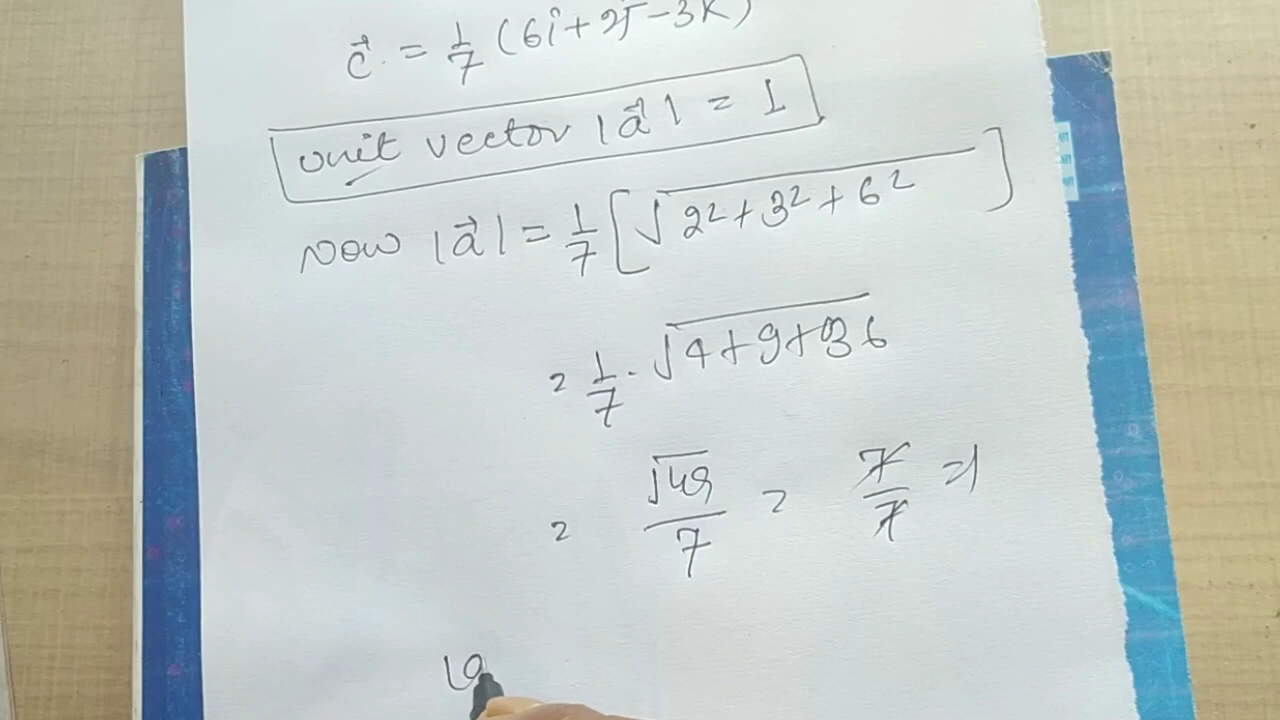 c⃗. = 1/7 (6i+2j-3k)
unit vector |a⃗| = 1
Now |a⃗| = 1/7 [√2²+3²+6²]
= 1/7 . √4+9+36
= √49/7 = 7/7 = 1
|a